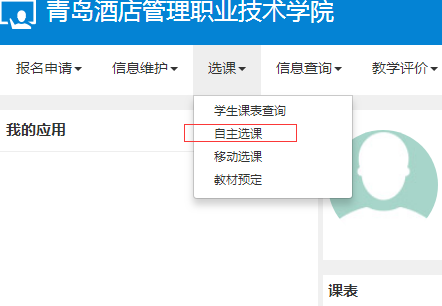 青岛酒店管理职业技术学院
报名申请 信息维护 选课 信息查询 教学评价
学生课表查询
我的应用
自主选课
移动选课
教材预定
课表